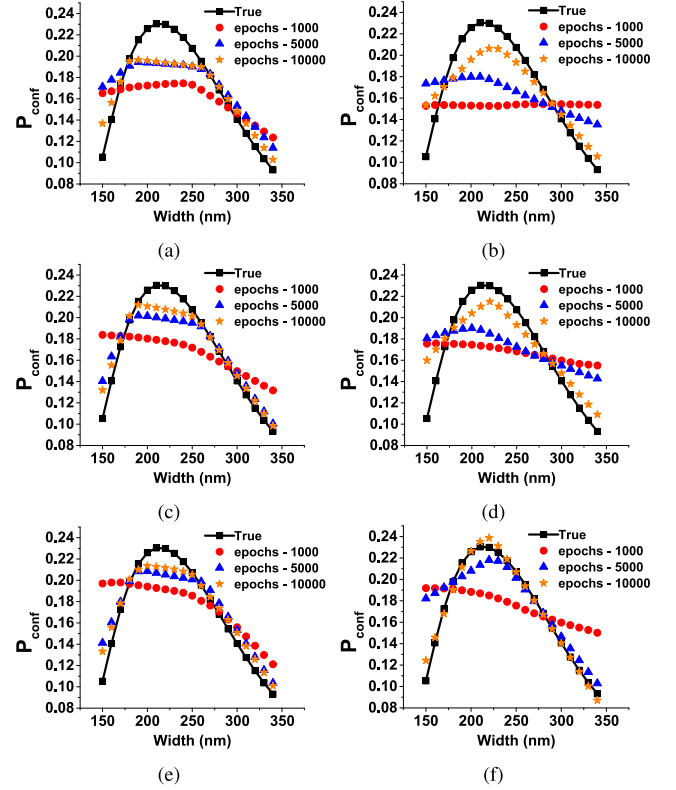 0.24
0.22
0.20
0.18
0.16
0.14
0.12
0.10
0.08
P_conf
True
epochs - 1000
epochs - 5000
epochs - 10000
150 200 250 300 350
Width (nm)
(a)
0.24
0.22
0.20
0.18
0.16
0.14
0.12
0.10
0.08
P_conf
True
epochs - 1000
epochs - 5000
epochs - 10000
150 200 250 300 350
Width (nm)
(b)
0.24
0.22
0.20
0.18
0.16
0.14
0.12
0.10
0.08
P_conf
True
epochs - 1000
epochs - 5000
epochs - 10000
150 200 250 300 350
Width (nm)
(c)
0.24
0.22
0.20
0.18
0.16
0.14
0.12
0.10
0.08
P_conf
True
epochs - 1000
epochs - 5000
epochs - 10000
150 200 250 300 350
Width (nm)
(d)
0.24
0.22
0.20
0.18
0.16
0.14
0.12
0.10
0.08
P_conf
True
epochs - 1000
epochs - 5000
epochs - 10000
150 200 250 300 350
Width (nm)
(e)
0.24
0.22
0.20
0.18
0.16
0.14
0.12
0.10
0.08
P_conf
True
epochs - 1000
epochs - 5000
epochs - 10000
150 200 250 300 350
Width (nm)
(f)